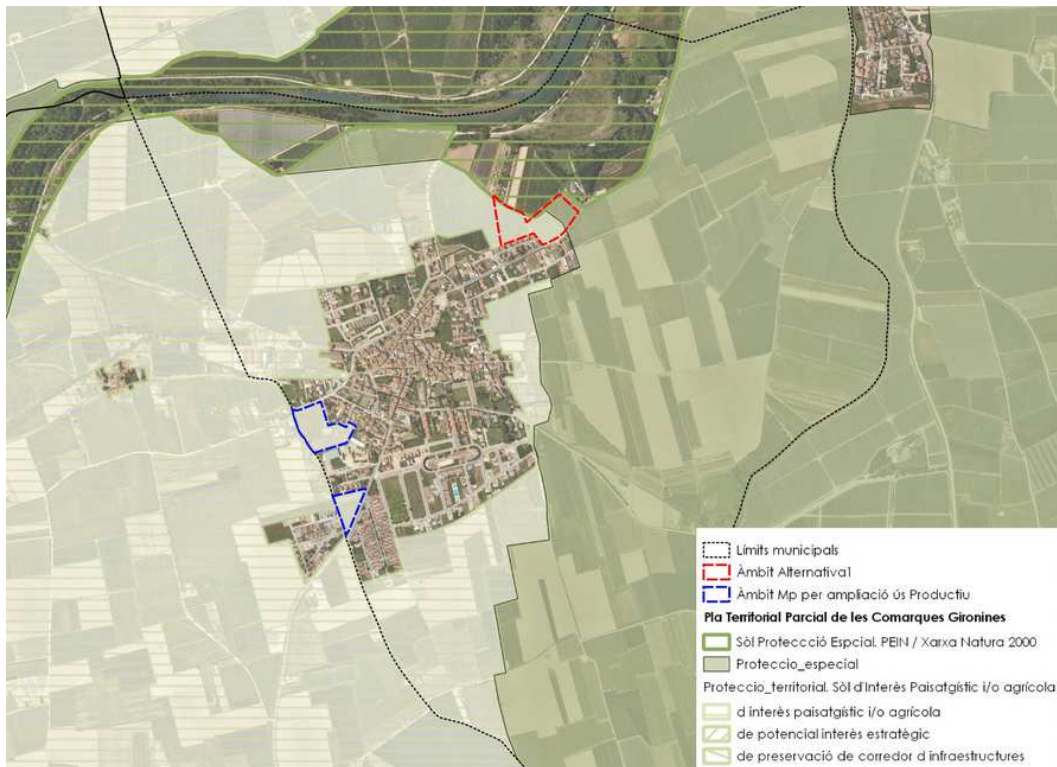 Límits municipals
Àmbit Alternativa1
Àmbit Mp per ampliació ús Productiu
Pla Territorial Parcial de les Comarques Gironines
Sòl Proteccció Espcial. PEIN / Xarxa Natura 2000
Proteccio_especial
Proteccio_territorial. Sòl d'Interès Paisatgístic i/o agrícola
d interès paisatgístic i/o agrícola
de potencial interès estratègic
de preservació de corredor d infraestructures